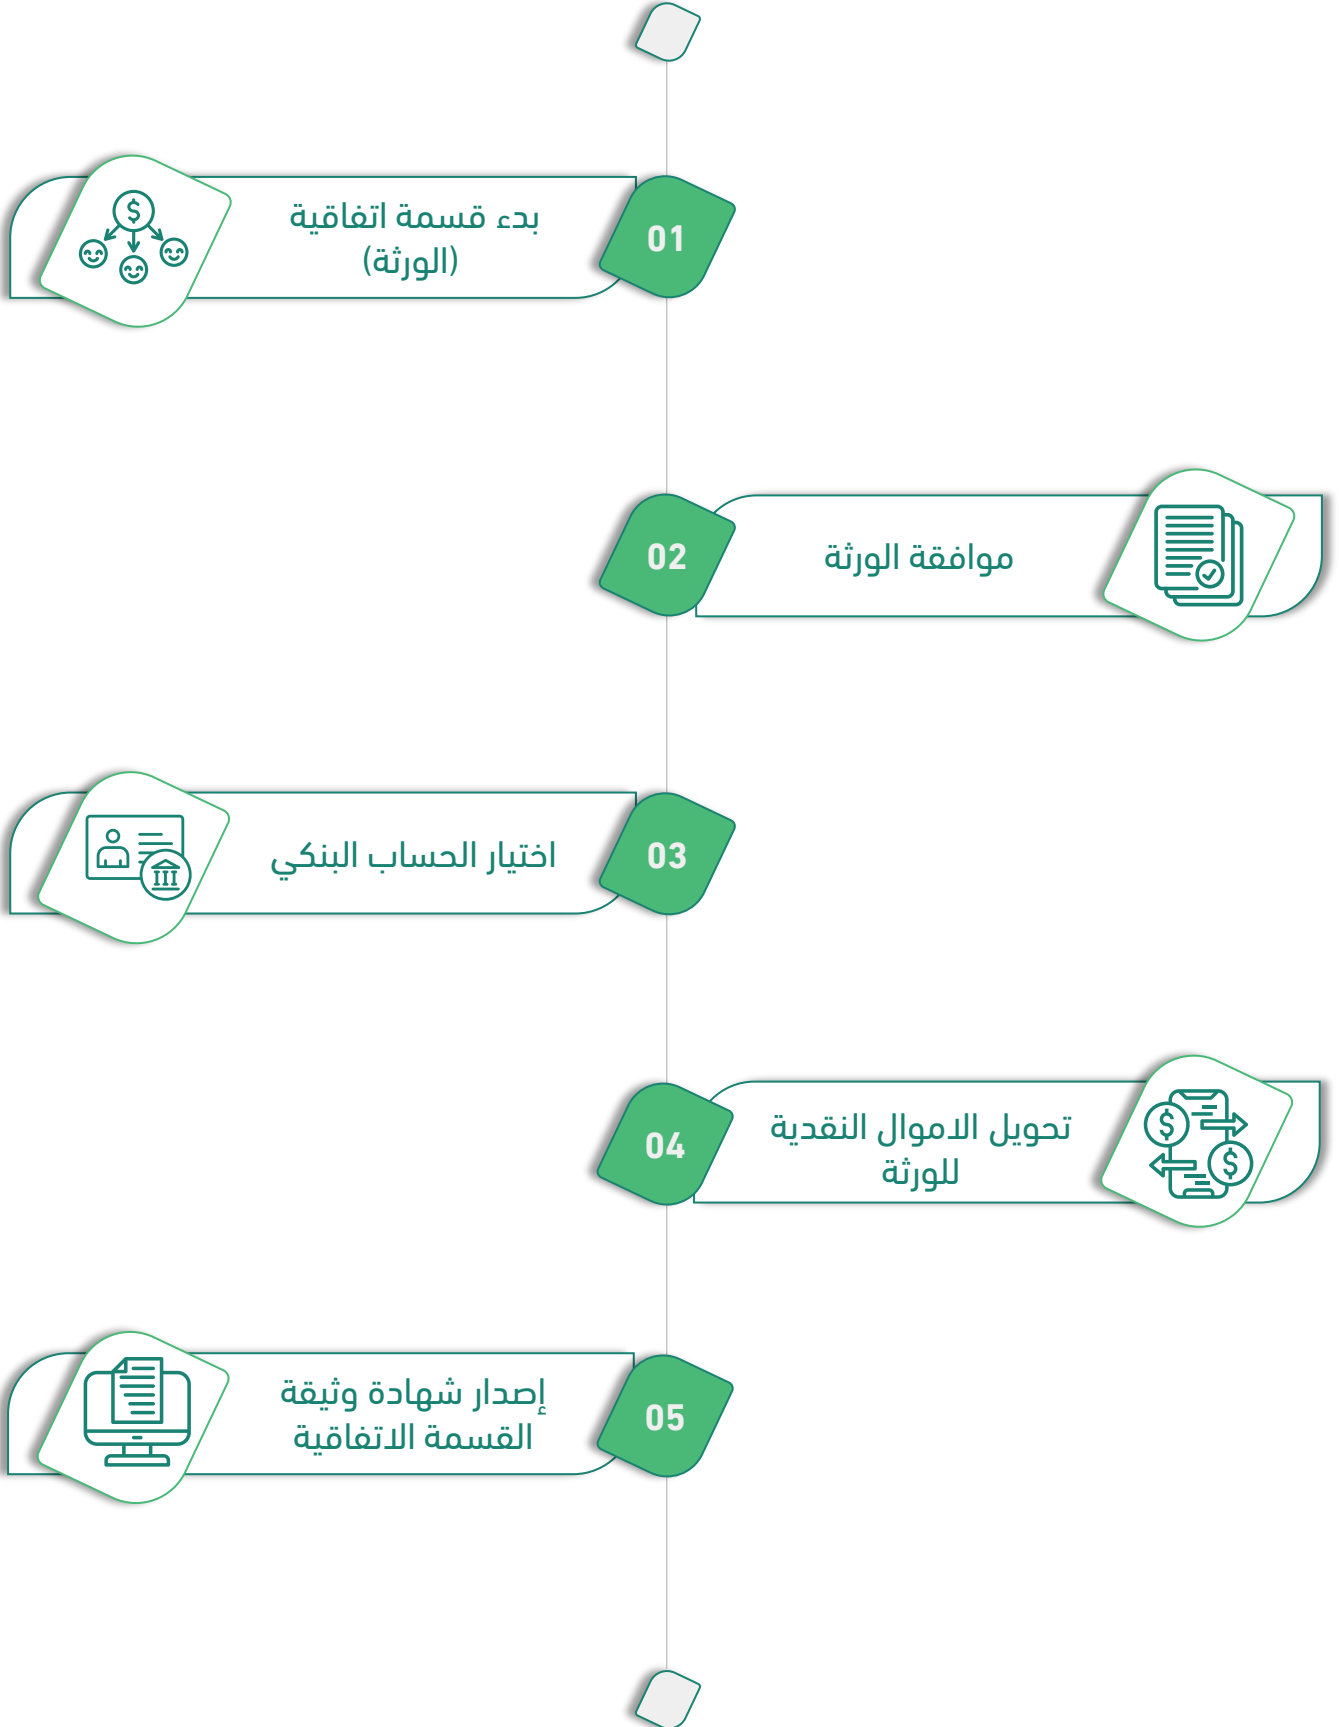 01
بدء قسمة اتفاقية
(الورثة)
02
موافقة الورثة
03
اختيار الحساب البنكي
04
تحويل الاموال النقدية
للورثة
05
إصدار شهادة وثيقة
القسمة الاتفاقية